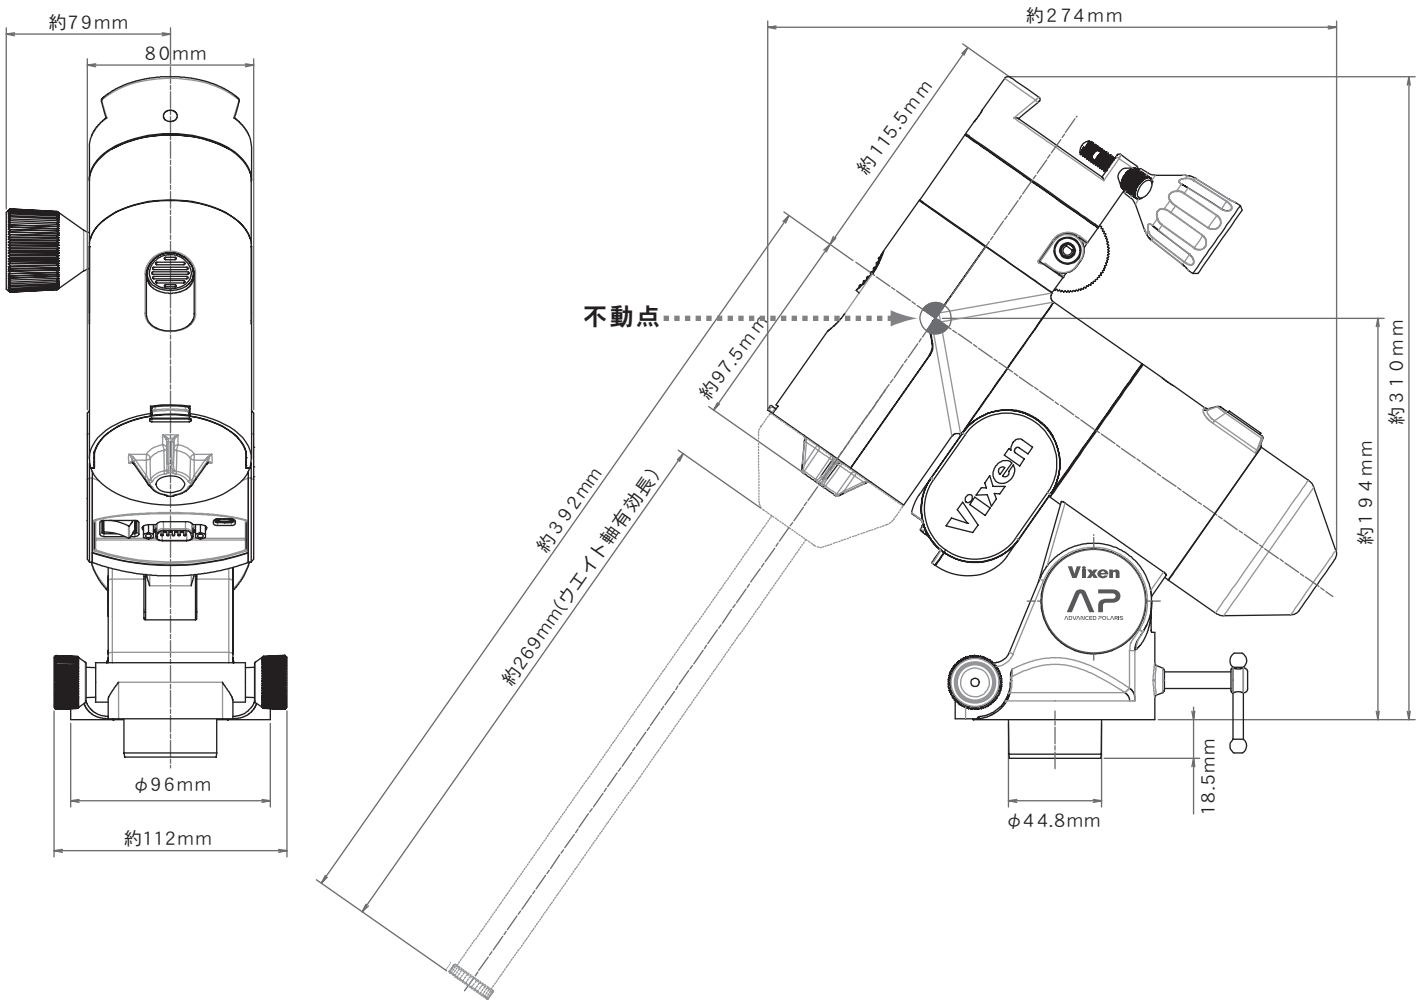 約79mm
80mm
φ96mm
約112mm
約274mm
約115.5mm
約97.5mm
不動点
約392mm
約269mm(ウエイト軸有効長)
約310mm
約194mm
18.5mm
φ44.8mm
Vixen
Vixen
AP
ADVANCED POLARIS